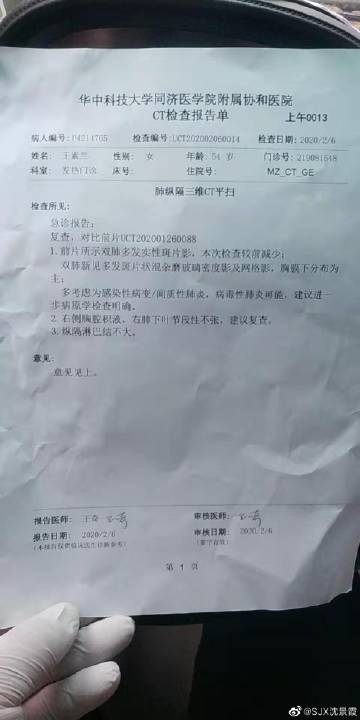 华中科技大学同济医学院附属协和医院
CT检查报告单
上午0013
病人编号:P4214765 检查编号:UCT202002060014 检查日期:2020/2/6
姓名: 王素兰 性别: 女 年龄: 54 岁 门诊号: 219081648
科室: 发热门诊 床号: 住院号: MZ_CT_GE
肺纵隔三维CT平扫
检查所见:
急诊报告:
复查,对比前片UCT202001260088
1.前片所示双肺多发实性斑片影,本次检查较前减少;
双肺新见多发斑片状混杂磨玻璃密度影及网格影,胸膜下分布为
主;
多考虑为感染性病变/间质性肺炎,病毒性肺炎可能,建议进一
步病原学检查明确。
2.右侧胸腔积液,右肺下叶节段性不张,建议复查。
3.纵隔淋巴结不大。
意见:
意见见上。
报告医师: 审核医师:
报告日期: 2020/2/6 审核日期: 2020/2/6
(本报告仅供临床医生诊断参考) (签字有效)
第 1 页
@SJX沈景霞